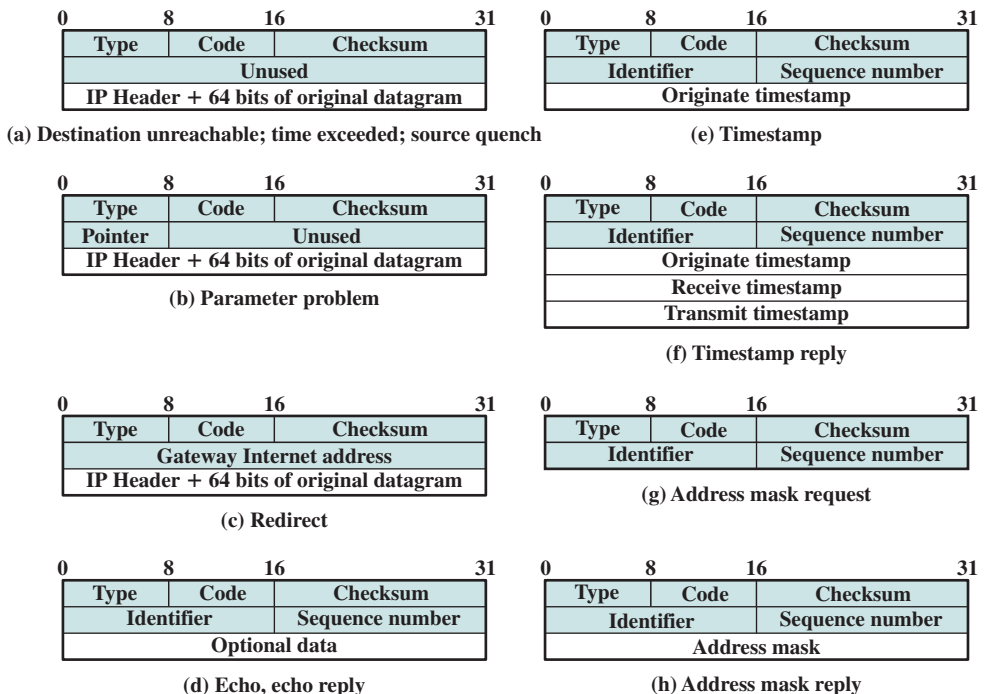 0 8 16 31
Type Code Checksum
Unused
IP Header + 64 bits of original datagram
(a) Destination unreachable; time exceeded; source quench
0 8 16 31
Type Code Checksum
Pointer Unused
IP Header + 64 bits of original datagram
(b) Parameter problem
0 8 16 31
Type Code Checksum
Gateway Internet address
IP Header + 64 bits of original datagram
(c) Redirect
0 8 16 31
Type Code Checksum
Identifier Sequence number
Optional data
(d) Echo, echo reply
0 8 16 31
Type Code Checksum
Identifier Sequence number
Originate timestamp
(e) Timestamp
0 8 16 31
Type Code Checksum
Identifier Sequence number
Originate timestamp
Receive timestamp
Transmit timestamp
(f) Timestamp reply
0 8 16 31
Type Code Checksum
Identifier Sequence number
(g) Address mask request
0 8 16 31
Type Code Checksum
Identifier Sequence number
Address mask
(h) Address mask reply